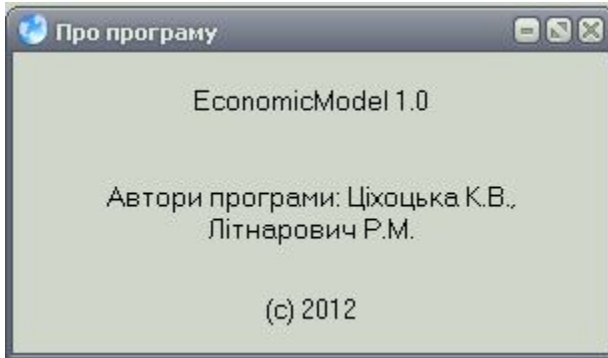 Про програму
EconomicModel 1.0
Автори програми: Ціхоцька К.В.,
Літнарович Р.М.
(c) 2012